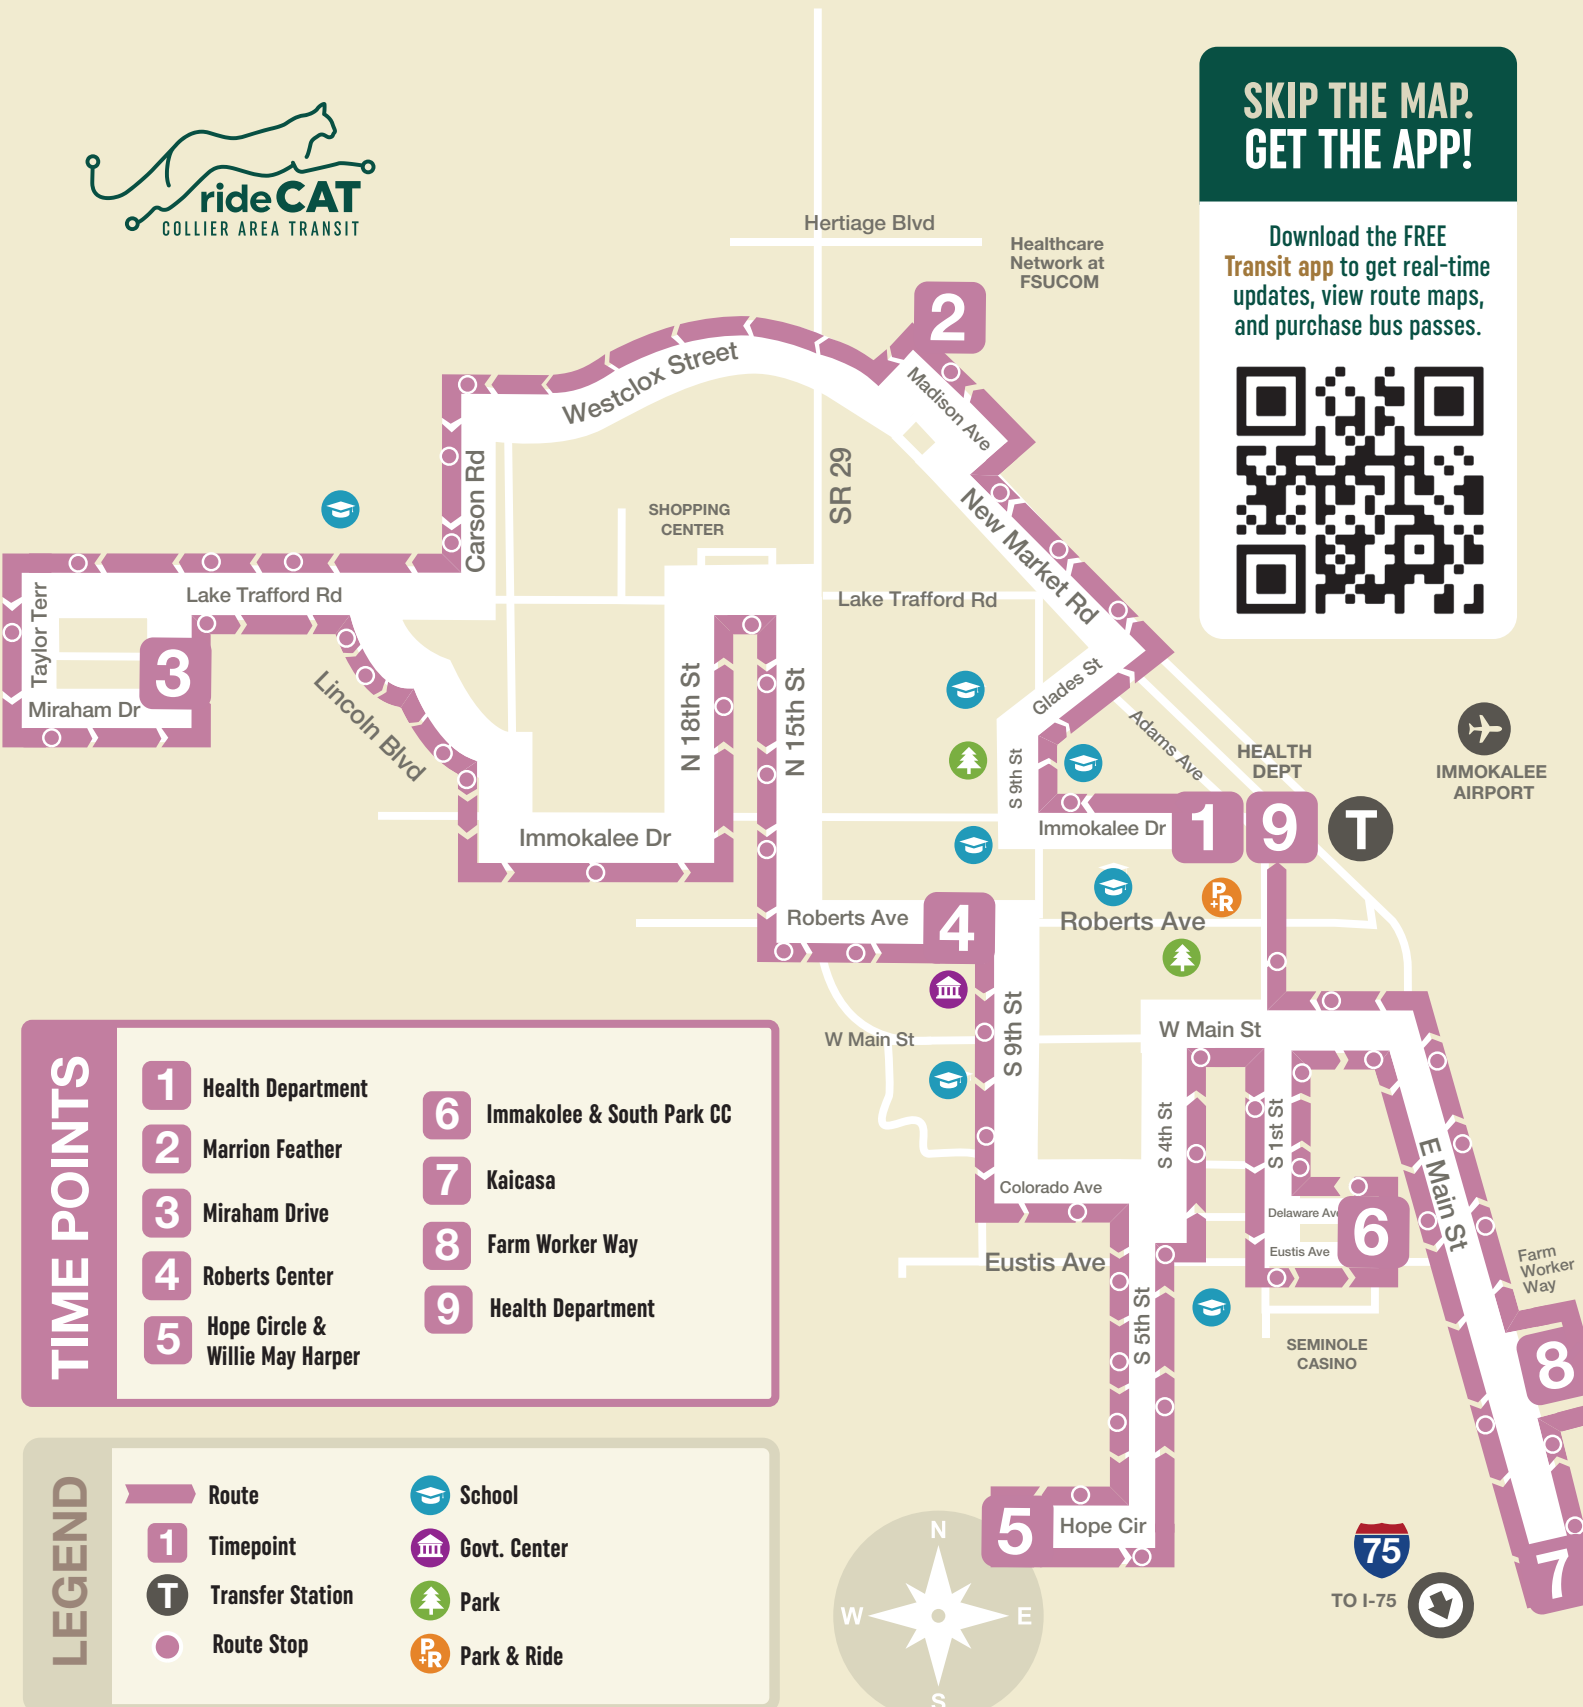 rideCAT
COLLIER AREA TRANSIT
SKIP THE MAP.
GET THE APP!
Download the FREE
Transit app to get real-time
updates, view route maps,
and purchase bus passes.
Hertiage Blvd
Healthcare
Network at
FSUCOM
2
Westclox Street
Madison Ave
SR 29
Carson Rd
SHOPPING
CENTER
New Market Rd
Lake Trafford Rd
Lake Trafford Rd
Taylor Terr
3
Miraham Dr
Lincoln Blvd
N 18th St
N 15th St
Glades St
Adams Ave
S 9th St
HEALTH
DEPT
IMMOKALEE
AIRPORT
Immokalee Dr
Immokalee Dr
1
9
T
P
+R
Roberts Ave
4
Roberts Ave
W Main St
S 9th St
W Main St
S 4th St
S 1st St
E Main St
Colorado Ave
Delaware Ave
6
Eustis Ave
Eustis Ave
S 5th St
Farm
Worker
Way
SEMINOLE
CASINO
8
5
Hope Cir
7
75
TO I-75
N
W
E
S
TIME POINTS
1 Health Department
2 Marrion Feather
3 Miraham Drive
4 Roberts Center
5 Hope Circle &
Willie May Harper
6 Immakolee & South Park CC
7 Kaicasa
8 Farm Worker Way
9 Health Department
LEGEND
Route
1 Timepoint
T Transfer Station
Route Stop
School
Govt. Center
Park
P
+R Park & Ride